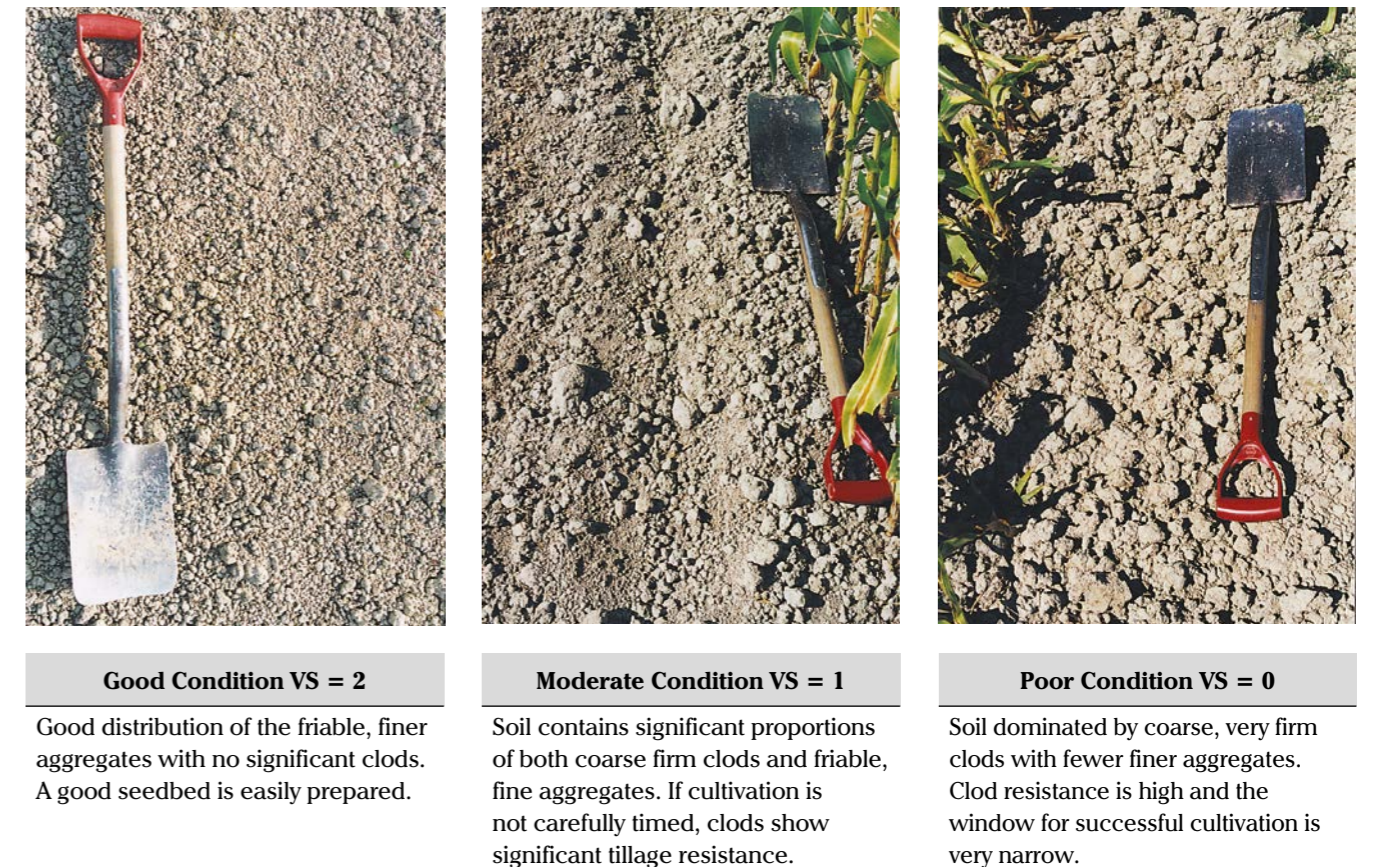 Good Condition VS = 2
Good distribution of the friable, finer
aggregates with no significant clods.
A good seedbed is easily prepared.
Moderate Condition VS = 1
Soil contains significant proportions
of both coarse firm clods and friable,
fine aggregates. If cultivation is
not carefully timed, clods show
significant tillage resistance.
Poor Condition VS = 0
Soil dominated by coarse, very firm
clods with fewer finer aggregates.
Clod resistance is high and the
window for successful cultivation is
very narrow.